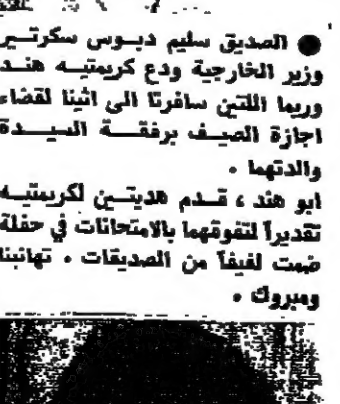 ● الصديق سليم دبوس سكرتير
وزير الخارجية ودع كريمتيه هند
وريما اللتين سافرتا الى اثينا لقضاء
اجازة الصيف برفقة السيدة
والدتهما .
ابو هند ، قدم هديتين لكريمتيه
تقديراً لتفوقهما بالامتحانات في حفلة
ضمت لفيفاً من الصديقات . تهانينا
ومبروك .